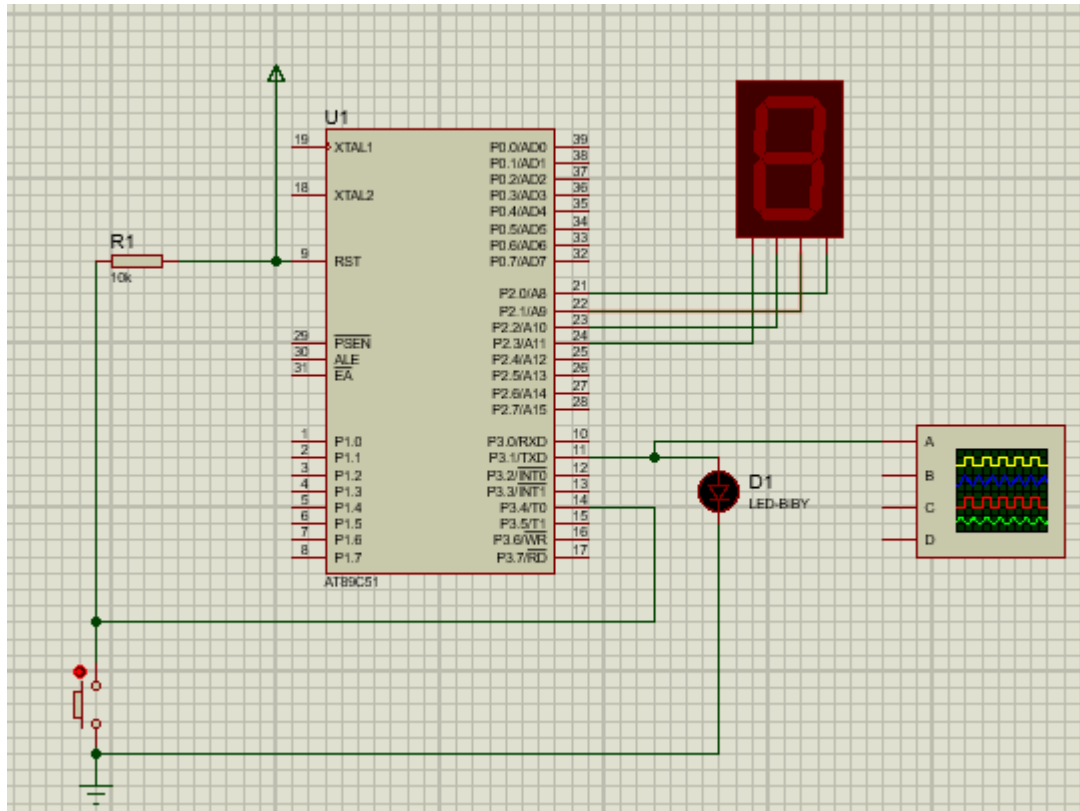 U1
19 XTAL1
18 XTAL2
9 RST
29 PSEN
30 ALE
31 EA
1 P1.0
2 P1.1
3 P1.2
4 P1.3
5 P1.4
6 P1.5
7 P1.6
8 P1.7
P0.0/AD0 39
P0.1/AD1 38
P0.2/AD2 37
P0.3/AD3 36
P0.4/AD4 35
P0.5/AD5 34
P0.6/AD6 33
P0.7/AD7 32
P2.0/A8 21
P2.1/A9 22
P2.2/A10 23
P2.3/A11 24
P2.4/A12 25
P2.5/A13 26
P2.6/A14 27
P2.7/A15 28
P3.0/RXD 10
P3.1/TXD 11
P3.2/INT0 12
P3.3/INT1 13
P3.4/T0 14
P3.5/T1 15
P3.6/WR 16
P3.7/RD 17
AT89C51
R1
10k
D1
LED-BIBY
A
B
C
D